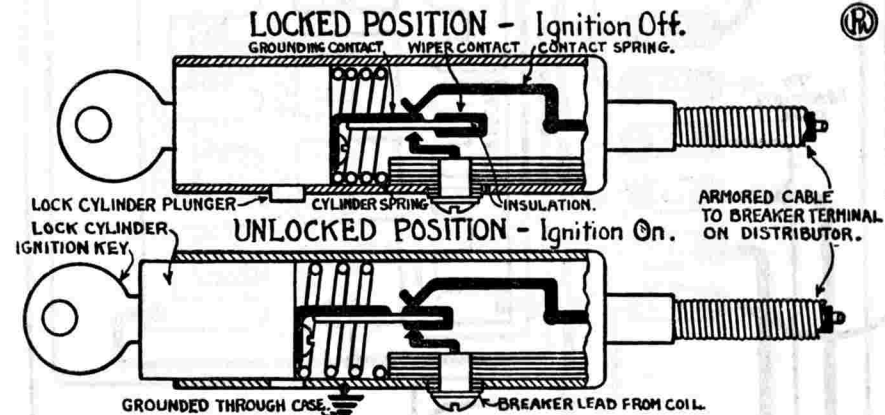 LOCKED POSITION - Ignition Off.
GROUNDING CONTACT WIPER CONTACT CONTACT SPRING.
LOCK CYLINDER PLUNGER
CYLINDER SPRING
INSULATION.
ARMORED CABLE
TO BREAKER TERMINAL
ON DISTRIBUTOR.
LOCK CYLINDER
IGNITION KEY
UNLOCKED POSITION - Ignition On.
GROUNDED THROUGH CASE.
BREAKER LEAD FROM COIL.